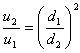 u₂/u₁ = (d₁/d₂)²